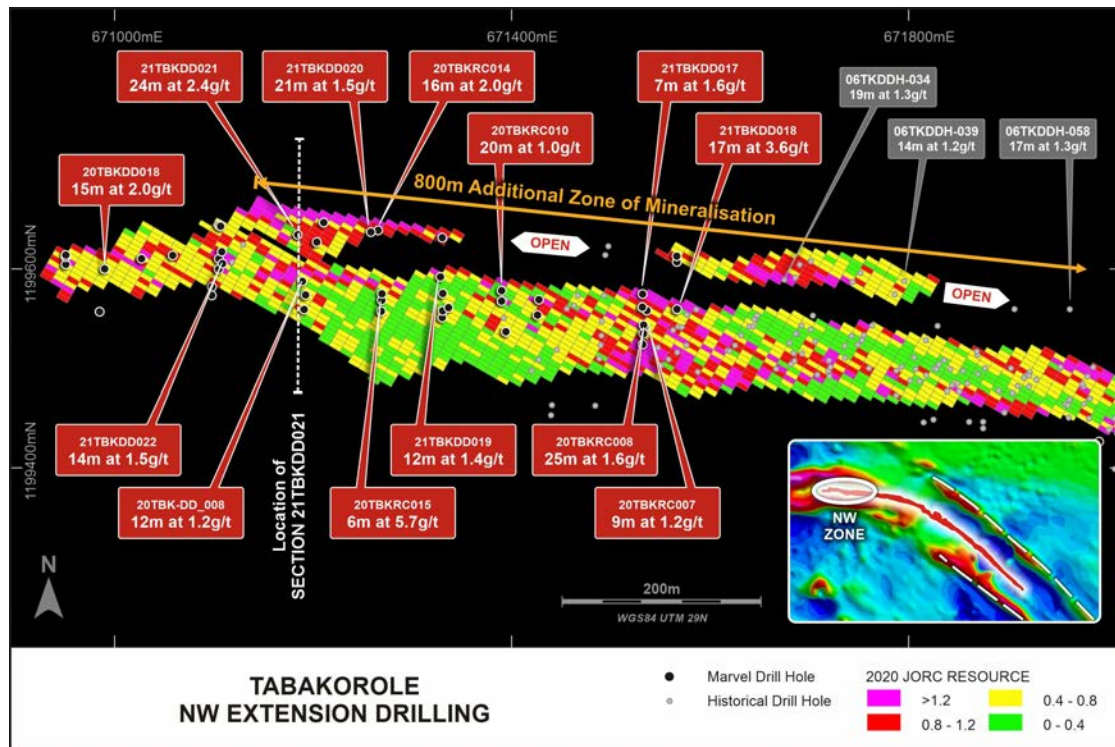 671000mE
671400mE
671800mE
21TBKDD021
24m at 2.4g/t
21TBKDD020
21m at 1.5g/t
20TBKRC014
16m at 2.0g/t
21TBKDD017
7m at 1.6g/t
06TKDDH-034
19m at 1.3g/t
20TBKRC010
20m at 1.0g/t
21TBKDD018
17m at 3.6g/t
06TKDDH-039
14m at 1.2g/t
06TKDDH-058
17m at 1.3g/t
20TBKDD018
15m at 2.0g/t
800m Additional Zone of Mineralisation
OPEN
OPEN
1199600mN
1199400mN
21TBKDD022
14m at 1.5g/t
21TBKDD019
12m at 1.4g/t
20TBKRC008
25m at 1.6g/t
20TBK-DD_008
12m at 1.2g/t
Location of
SECTION 21TBKDD021
20TBKRC015
6m at 5.7g/t
20TBKRC007
9m at 1.2g/t
NW
ZONE
N
200m
WGS84 UTM 29N
TABAKOROLE
NW EXTENSION DRILLING
Marvel Drill Hole
Historical Drill Hole
2020 JORC RESOURCE
>1.2
0.4 - 0.8
0.8 - 1.2
0 - 0.4